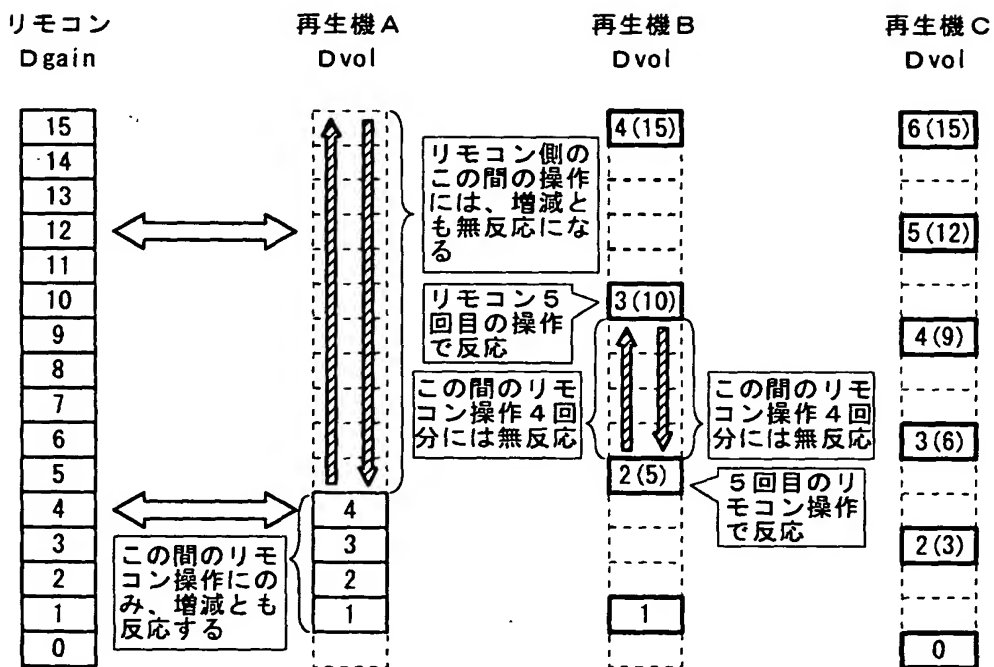 リモコン
Dgain
再生機A
Dvol
再生機B
Dvol
再生機C
Dvol
15
14
13
12
11
10
9
8
7
6
5
4
3
2
1
0
リモコン側の
この間の操作
には、増減と
も無反応にな
る
リモコン5
回目の操作
で反応
この間のリモ
コン操作4回
分には無反応
4
3
2
1
この間のリモ
コン操作にの
み、増減とも
反応する
4(15)
3(10)
2(5)
1
この間のリモ
コン操作4回
分には無反応
5回目のリ
モコン操作
で反応
6(15)
5(12)
4(9)
3(6)
2(3)
0